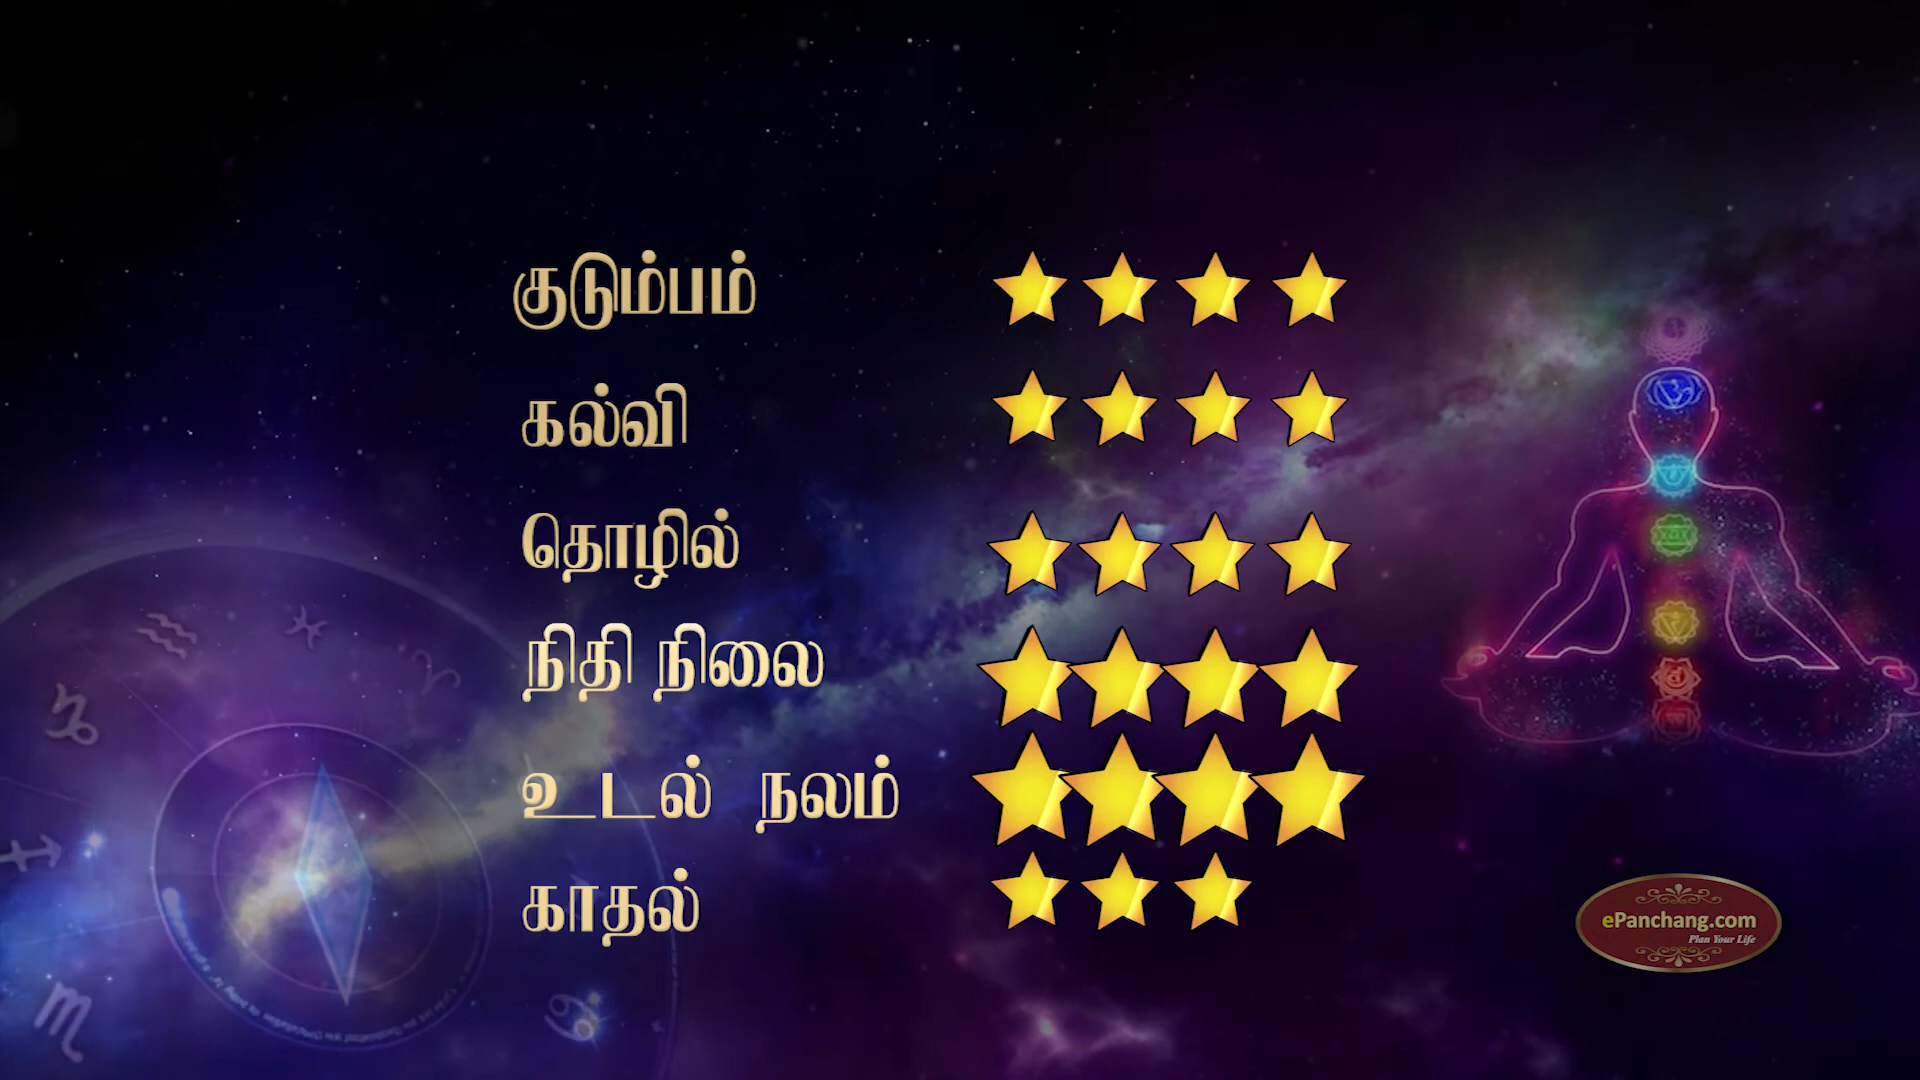 குடும்பம்
கல்வி
தொழில்
நிதி நிலை
உடல் நலம்
காதல்
ePanchang.com
Plan Your Life